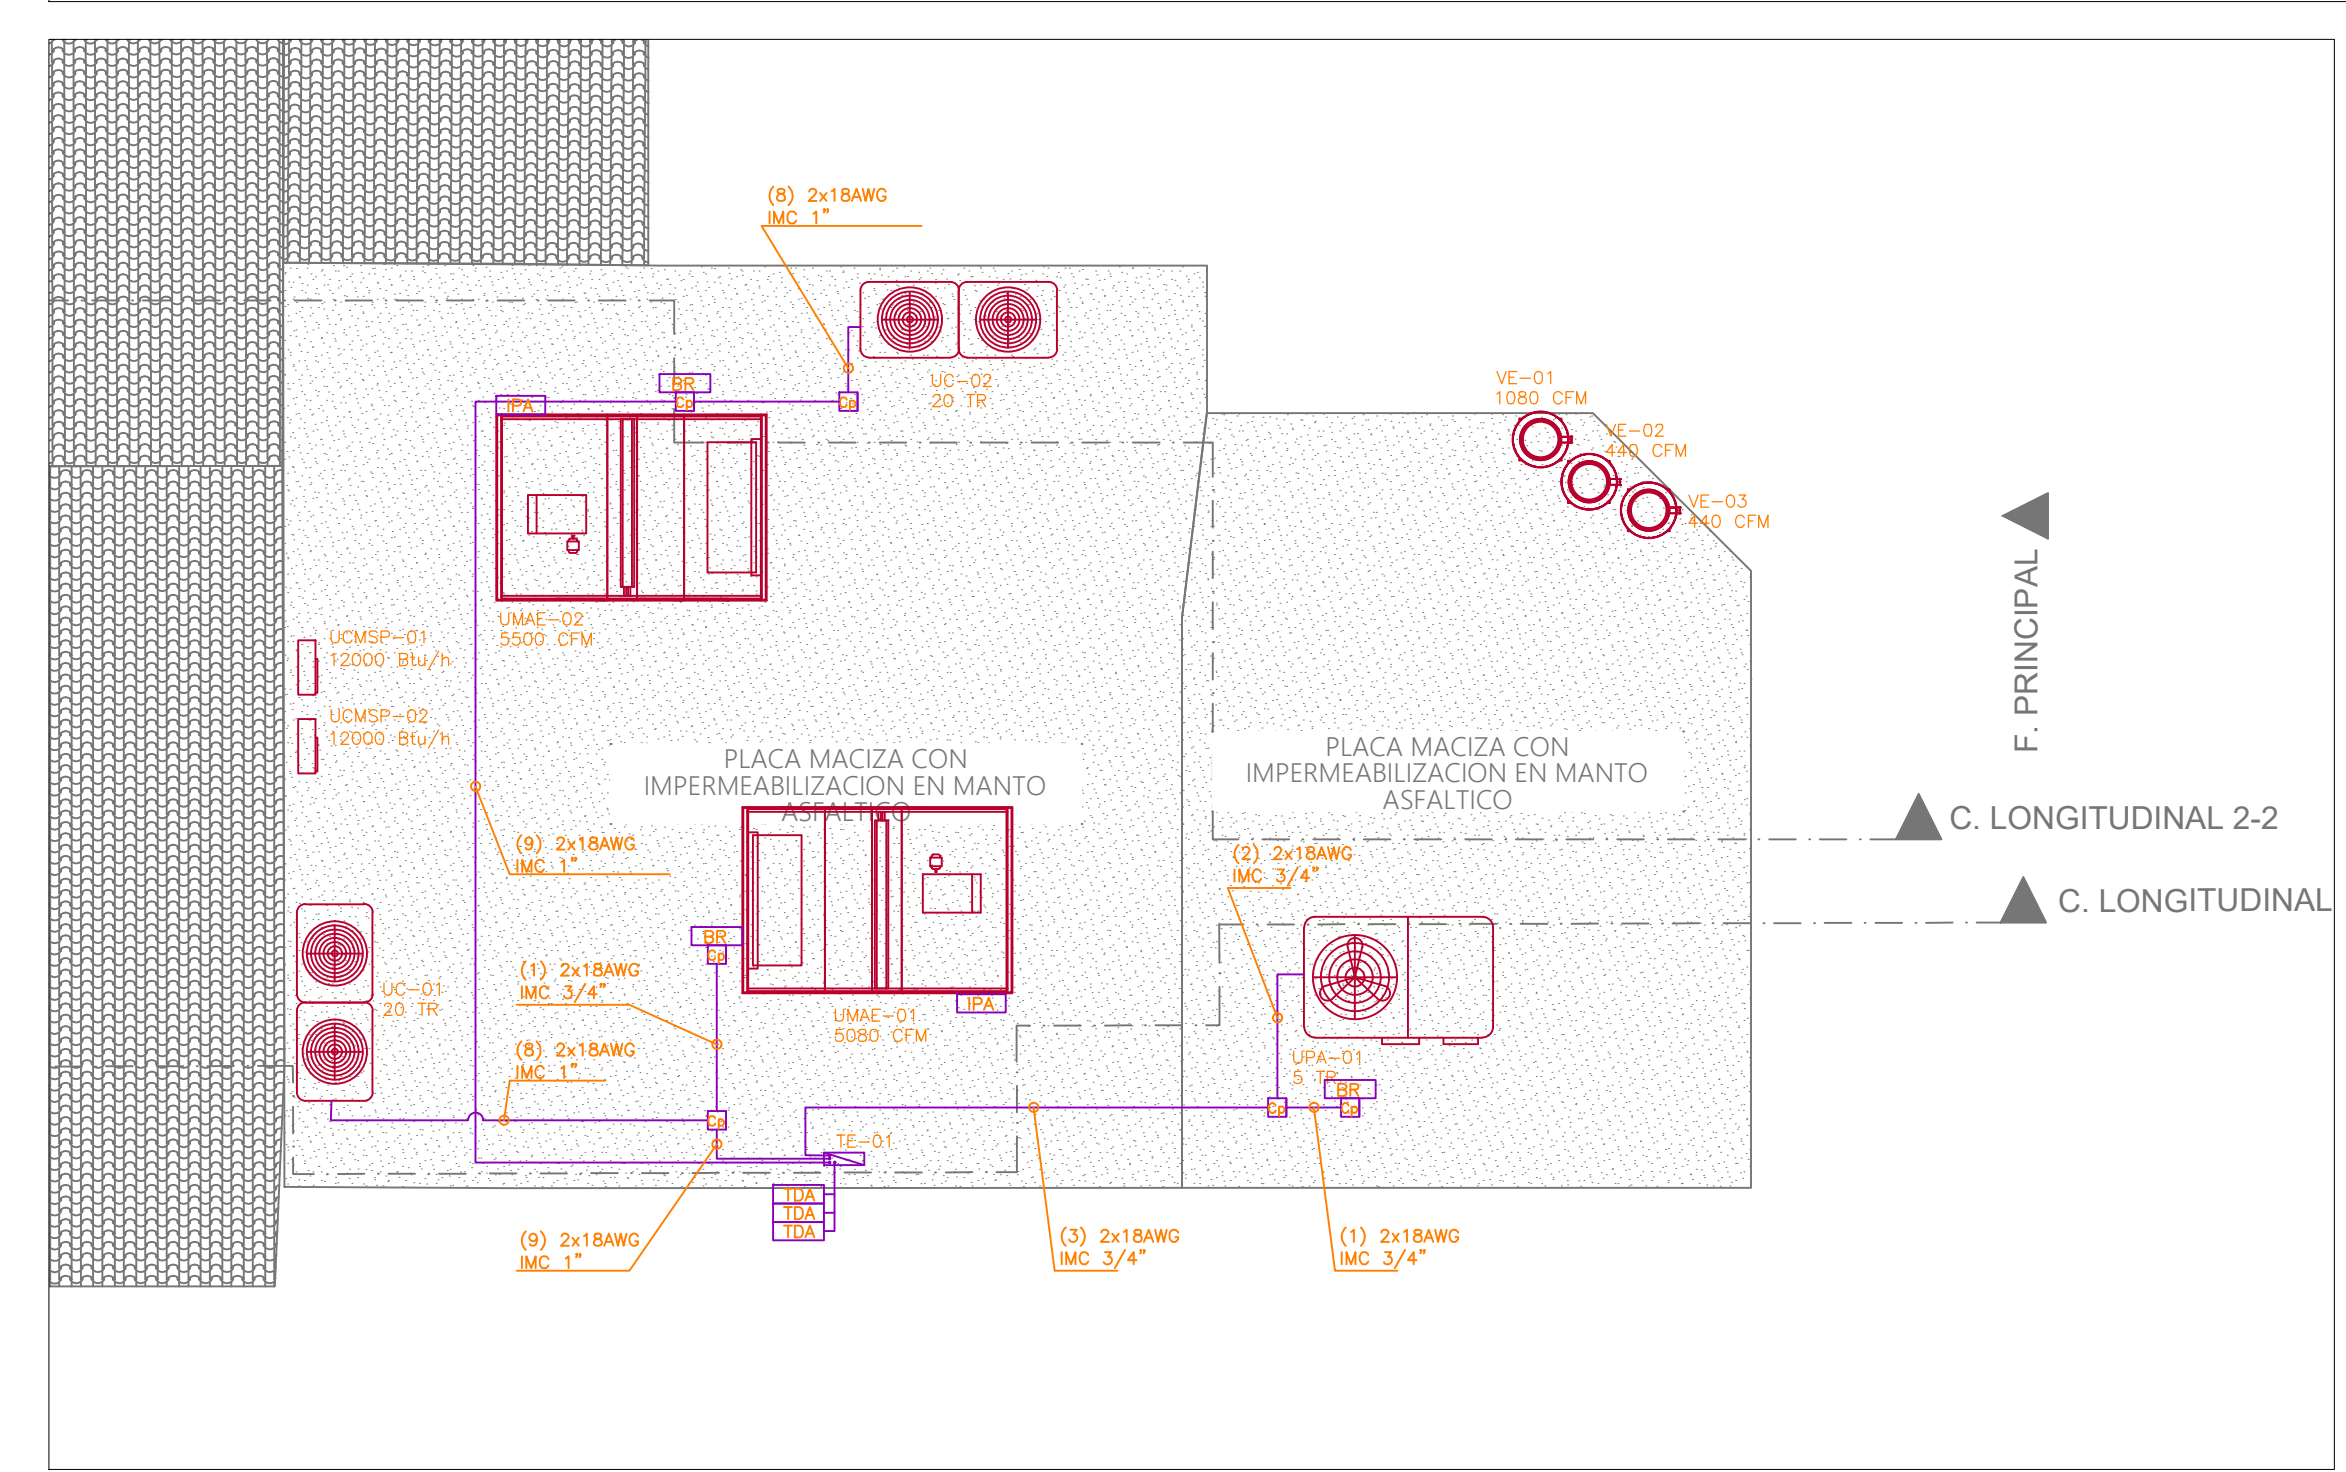 (8) 2x18AWG
IMC 1"
UC-02
20 TR
BR
Cp
Cp
IPA
VE-01
1080 CFM
VE-02
440 CFM
VE-03
440 CFM
F. PRINCIPAL
UMAE-02
5500 CFM
UCMSP-01
12000 Btu/h
UCMSP-02
12000 Btu/h
PLACA MACIZA CON
IMPERMEABILIZACION EN MANTO
ASFALTICO
PLACA MACIZA CON
IMPERMEABILIZACION EN MANTO
ASFALTICO
C. LONGITUDINAL 2-2
C. LONGITUDINAL
(9) 2x18AWG
IMC 1"
(2) 2x18AWG
IMC 3/4"
BR
Cp
(1) 2x18AWG
IMC 3/4"
UC-01
20 TR
IPA
UMAE-01
5080 CFM
(8) 2x18AWG
IMC 1"
UPA-01
5 TR
BR
Cp
Cp
Cp
TE-01
TDA
TDA
TDA
(9) 2x18AWG
IMC 1"
(3) 2x18AWG
IMC 3/4"
(1) 2x18AWG
IMC 3/4"